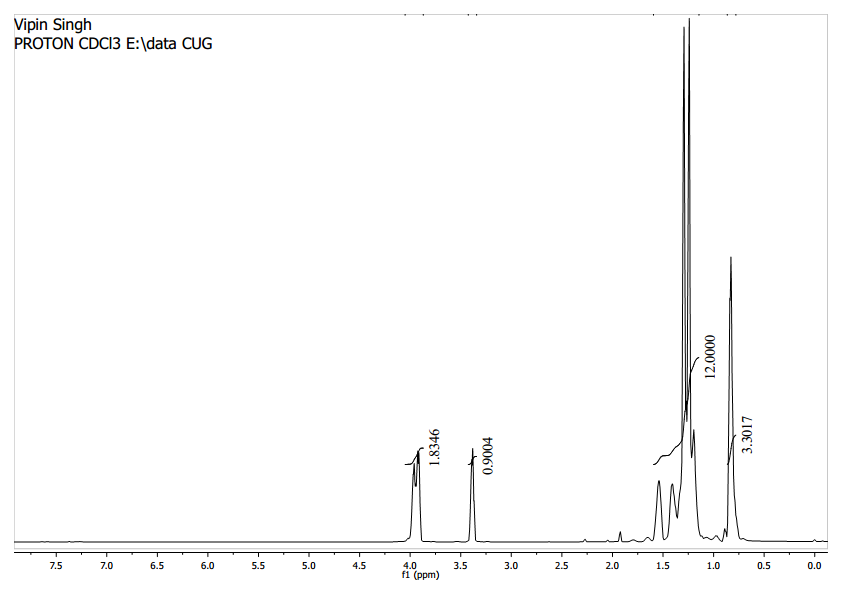 Vipin Singh
PROTON CDCl3 E:\data CUG
1.8346
0.9004
12.0000
3.3017
7.5 7.0 6.5 6.0 5.5 5.0 4.5 4.0 3.5 3.0 2.5 2.0 1.5 1.0 0.5 0.0
f1 (ppm)